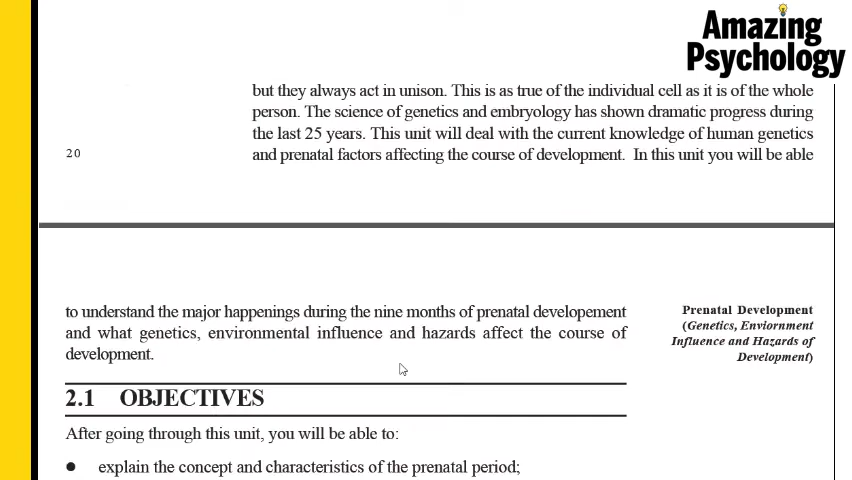 Amazing
Psychology
but they always act in unison. This is as true of the individual cell as it is of the whole
person. The science of genetics and embryology has shown dramatic progress during
the last 25 years. This unit will deal with the current knowledge of human genetics
and prenatal factors affecting the course of development. In this unit you will be able
20
to understand the major happenings during the nine months of prenatal developement
and what genetics, environmental influence and hazards affect the course of
development.
Prenatal Development
(Genetics, Enviornment
Influence and Hazards of
Development)
2.1 OBJECTIVES
After going through this unit, you will be able to:
● explain the concept and characteristics of the prenatal period;